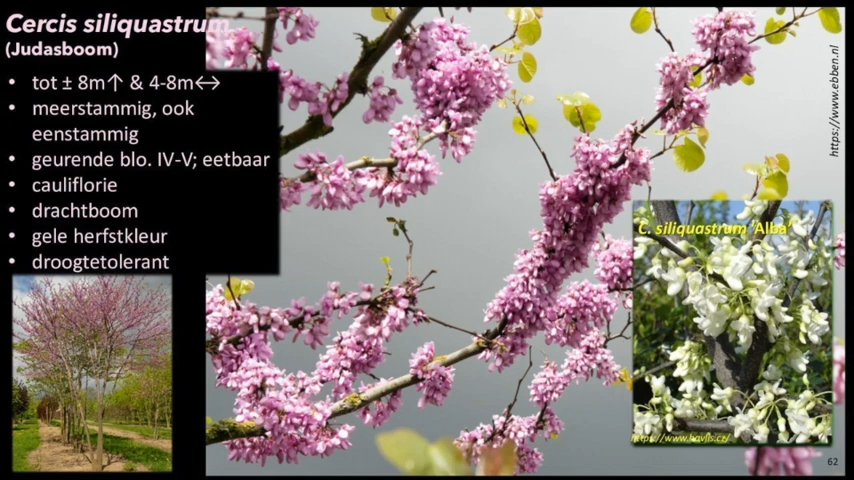 Cercis siliquastrum
(Judasboom)
• tot ± 8m↑ & 4-8m↔
• meerstammig, ook
eenstammig
• geurende blo. IV-V; eetbaar
• cauliflorie
• drachtboom
• gele herfstkleur
• droogtetolerant
https://www.ebben.nl
C. siliquastrum 'Alba'
https://www.havlis.cz/
62